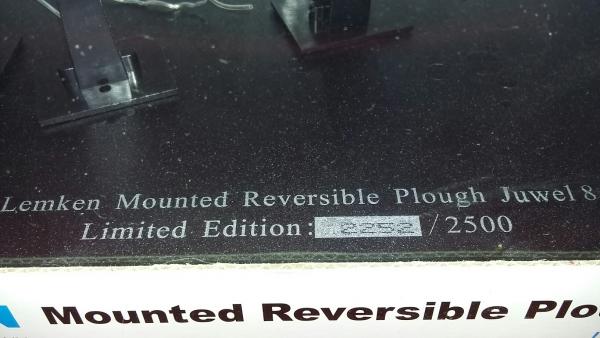 Lemken Mounted Reversible Plough Juwel 8
Limited Edition: 2252 / 2500
Mounted Reversible Plo